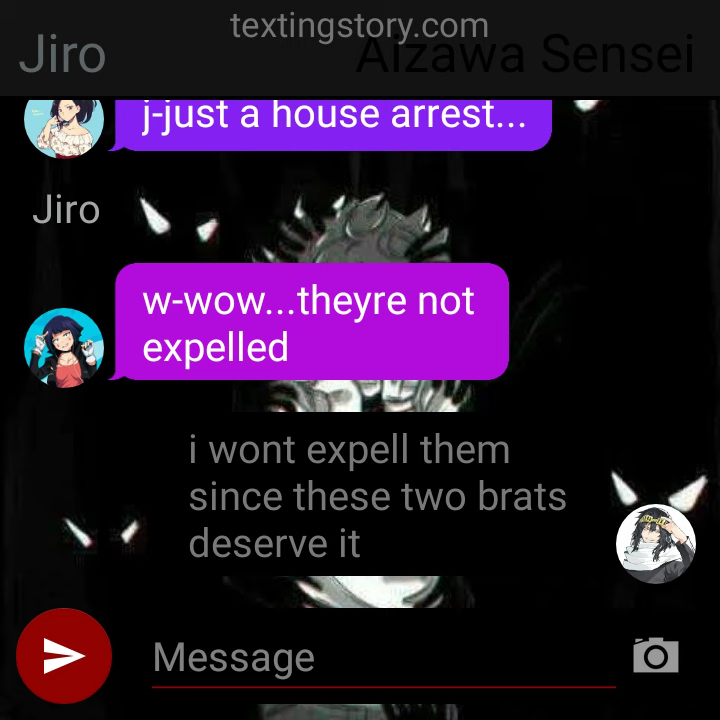 textingstory.com
Jiro
Aizawa Sensei
j-just a house arrest...
Jiro
w-wow...theyre not
expelled
i wont expell them
since these two brats
deserve it
Message